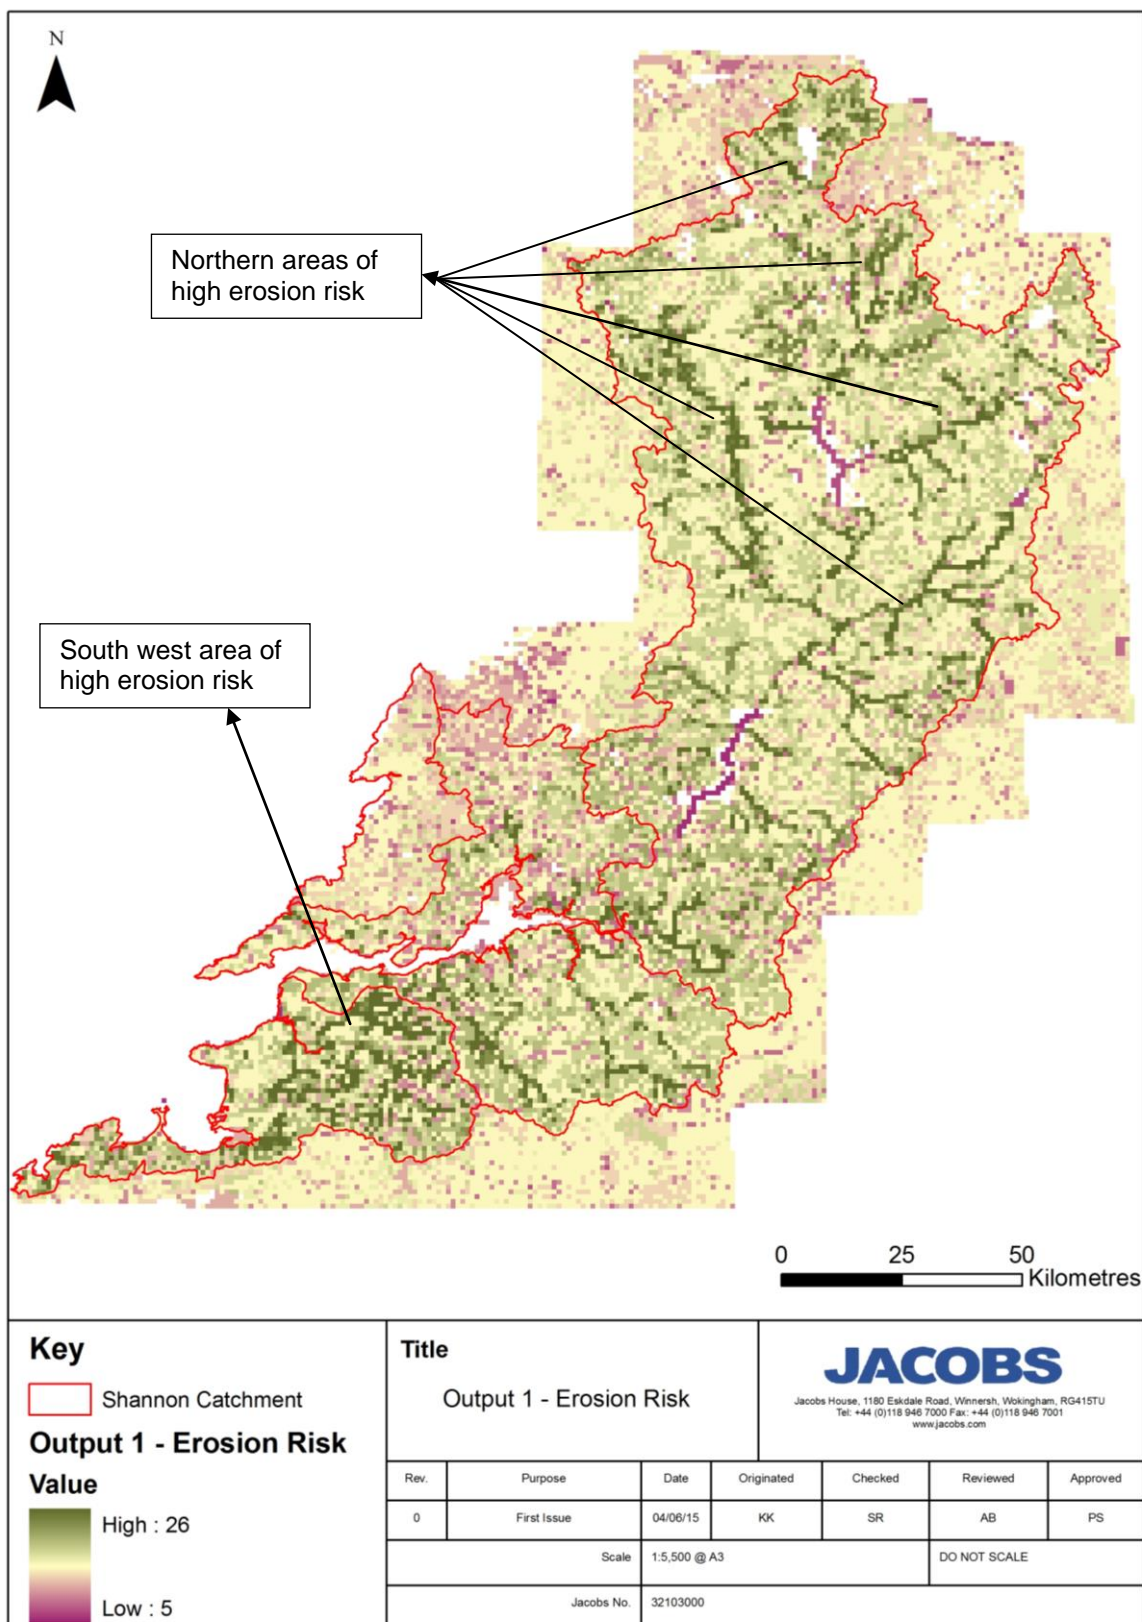 N
Northern areas of
high erosion risk
South west area of
high erosion risk
0 25 50
Kilometres
Key
Shannon Catchment
Output 1 - Erosion Risk
Value
High : 26
Low : 5
Title
Output 1 - Erosion Risk
JACOBS
Jacobs House, 1180 Eskdale Road, Winnersh, Wokingham, RG415TU
Tel: +44 (0)118 946 7000 Fax: +44 (0)118 946 7001
www.jacobs.com
Rev. Purpose Date Originated Checked Reviewed Approved
0 First Issue 04/06/15 KK SR AB PS
Scale 1:5,500 @ A3 DO NOT SCALE
Jacobs No. 32103000